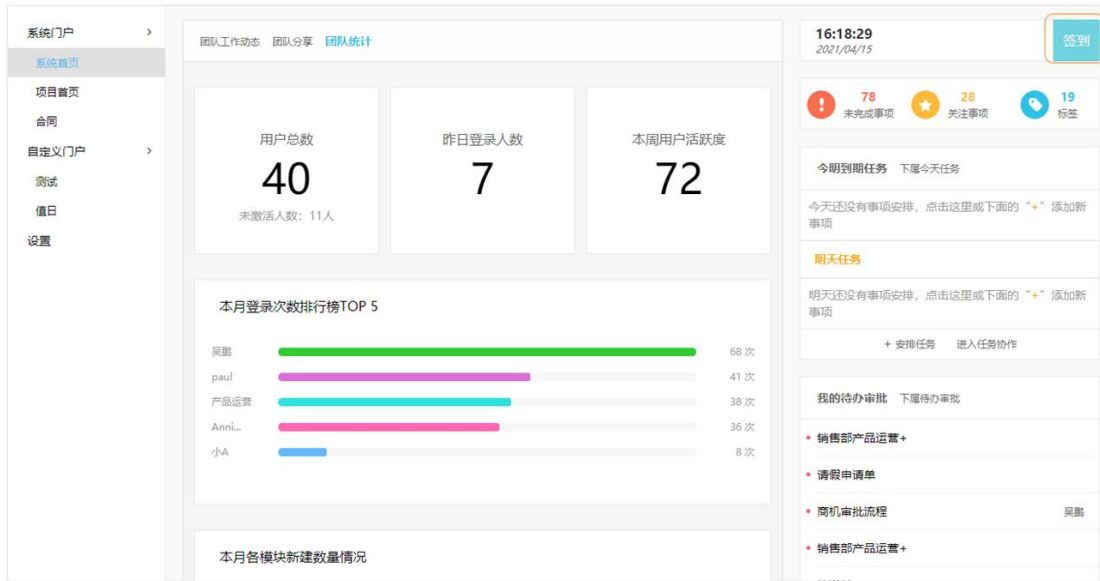 系统门户
系统首页
项目首页
合同
自定义门户
测试
值日
设置
团队工作动态 团队分享 团队统计
用户总数
40
未激活人数：11人
昨日登录人数
7
本周用户活跃度
72
本月登录次数排行榜TOP 5
吴鹏 68 次
paul 41 次
产品运营 38 次
Anni... 36 次
小A 8 次
本月各模块新建数量情况
16:18:29
2021/04/15
签到
78
未完成事项
28
关注事项
19
标签
今明到期任务 下属今天任务
今天还没有事项安排，点击这里或下面的“+”添加新
事项
明天任务
明天还没有事项安排，点击这里或下面的“+”添加新
事项
+ 安排任务 进入任务协作
我的待办审批 下属待办审批
销售部产品运营+
请假申请单
商机审批流程 吴鹏
销售部产品运营+